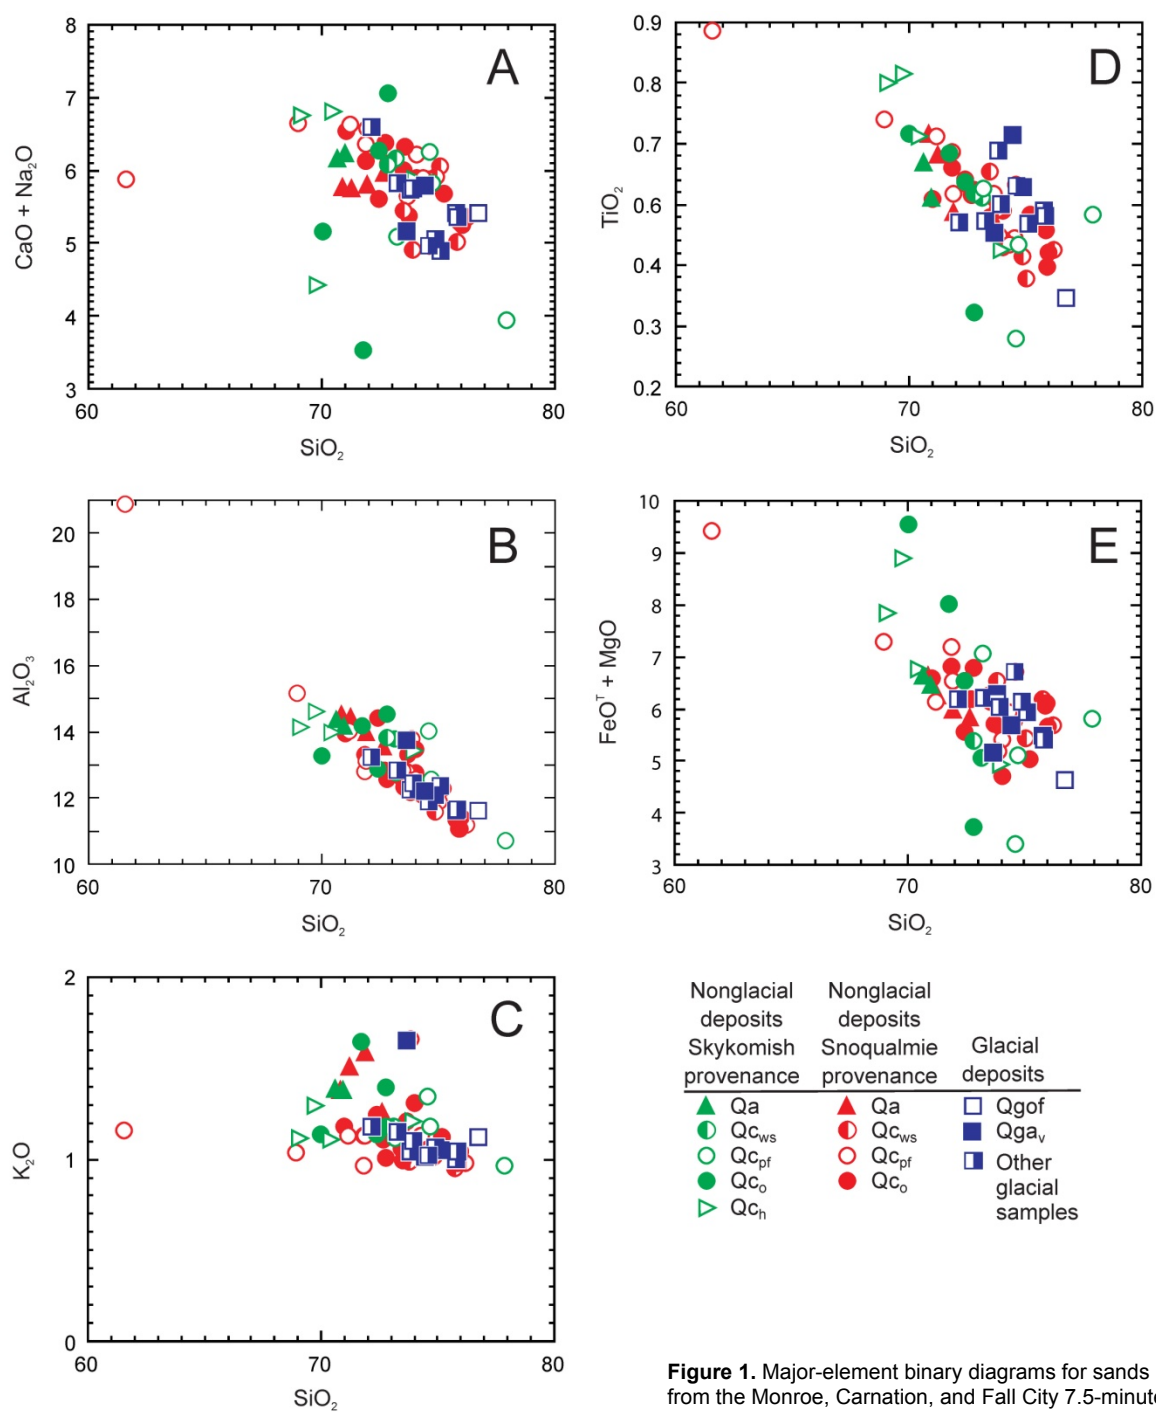 A
8
7
6
5
4
3
CaO + Na2O
60
70
80
SiO2
D
0.9
0.8
0.7
0.6
0.5
0.4
0.3
0.2
TiO2
60
70
80
SiO2
B
20
18
16
14
12
10
Al2O3
60
70
80
SiO2
E
10
9
8
7
6
5
4
3
FeO^T + MgO
60
70
80
SiO2
C
2
1
0
K2O
60
70
80
SiO2
Nonglacial
deposits
Skykomish
provenance
Qa
Qcws
Qcpf
Qco
Qch
Nonglacial
deposits
Snoqualmie
provenance
Qa
Qcws
Qcpf
Qco
Glacial
deposits
Qgof
Qgav
Other
glacial
samples
Figure 1. Major-element binary diagrams for sands
from the Monroe, Carnation, and Fall City 7.5-minute